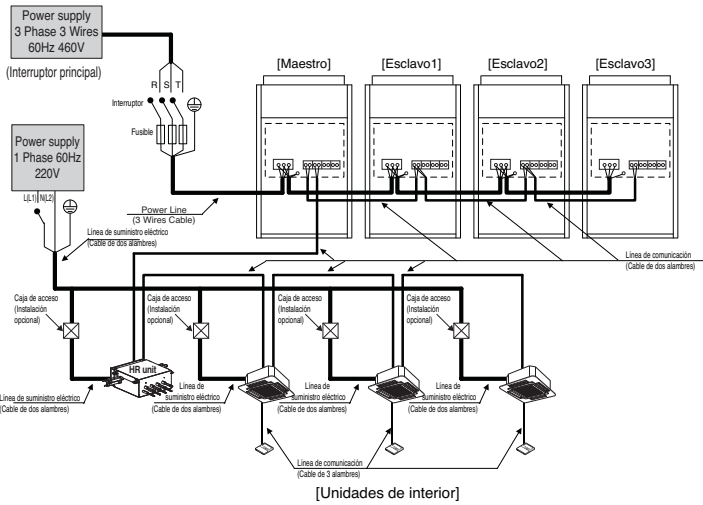 Power supply
3 Phase 3 Wires
60Hz 460V
(Interruptor principal)
R S T
Interruptor
Fusible
[Maestro]
[Esclavo1]
[Esclavo2]
[Esclavo3]
Power supply
1 Phase 60Hz
220V
L(L1) N(L2)
Power Line
(3 Wires Cable)
Línea de suministro eléctrico
(Cable de dos alambres)
Línea de comunicación
(Cable de dos alambres)
Caja de acceso
(Instalación
opcional)
Caja de acceso
(Instalación
opcional)
Caja de acceso
(Instalación
opcional)
Caja de acceso
(Instalación
opcional)
HR unit
Línea de suministro eléctrico
(Cable de dos alambres)
Línea de
suministro eléctrico
(Cable de dos alambres)
Línea de
suministro eléctrico
(Cable de dos alambres)
Línea de
suministro eléctrico
(Cable de dos alambres)
Línea de comunicación
(Cable de 3 alambres)
[Unidades de interior]